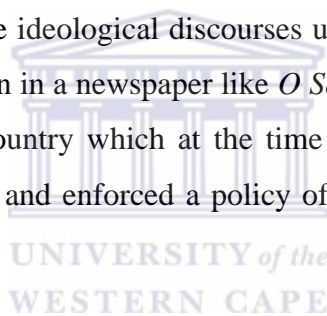 e ideological discourses u
n in a newspaper like O S
ountry which at the time
and enforced a policy of
UNIVERSITY of the
WESTERN CAPE